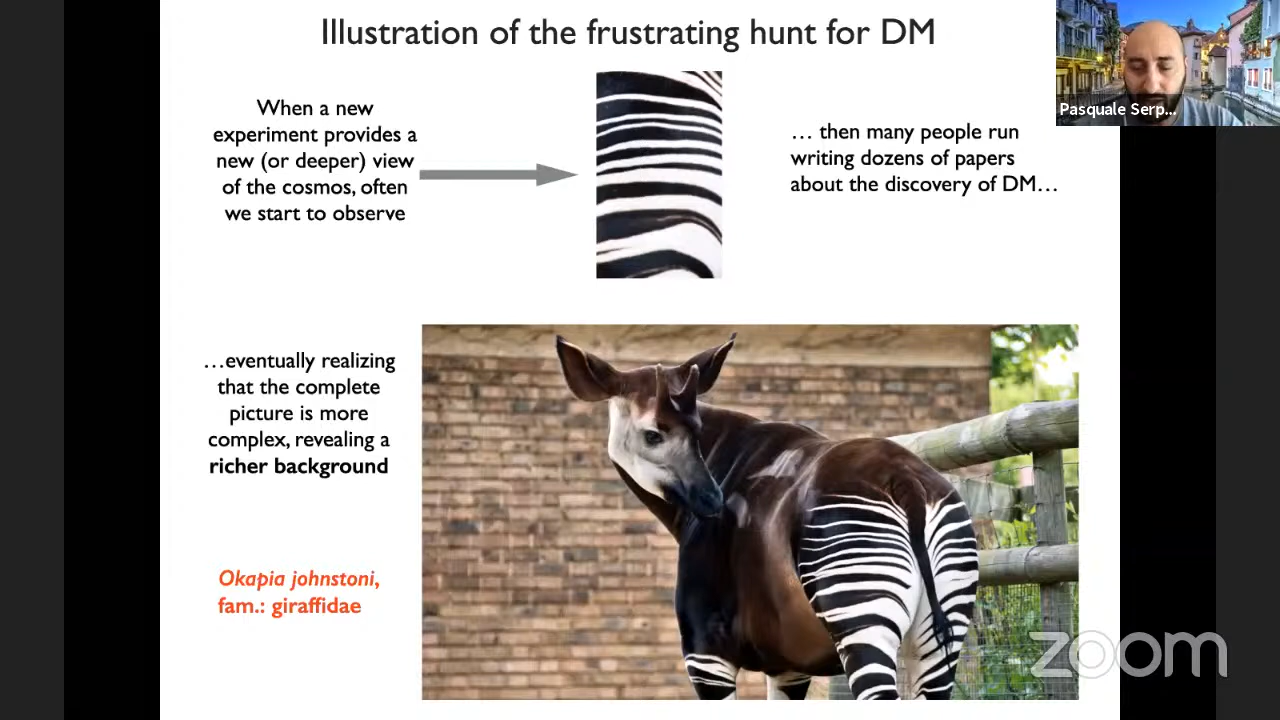 Illustration of the frustrating hunt for DM
Pasquale Serp...
When a new
experiment provides a
new (or deeper) view
of the cosmos, often
we start to observe
… then many people run
writing dozens of papers
about the discovery of DM…
…eventually realizing
that the complete
picture is more
complex, revealing a
richer background
Okapia johnstoni,
fam.: giraffidae
zoom